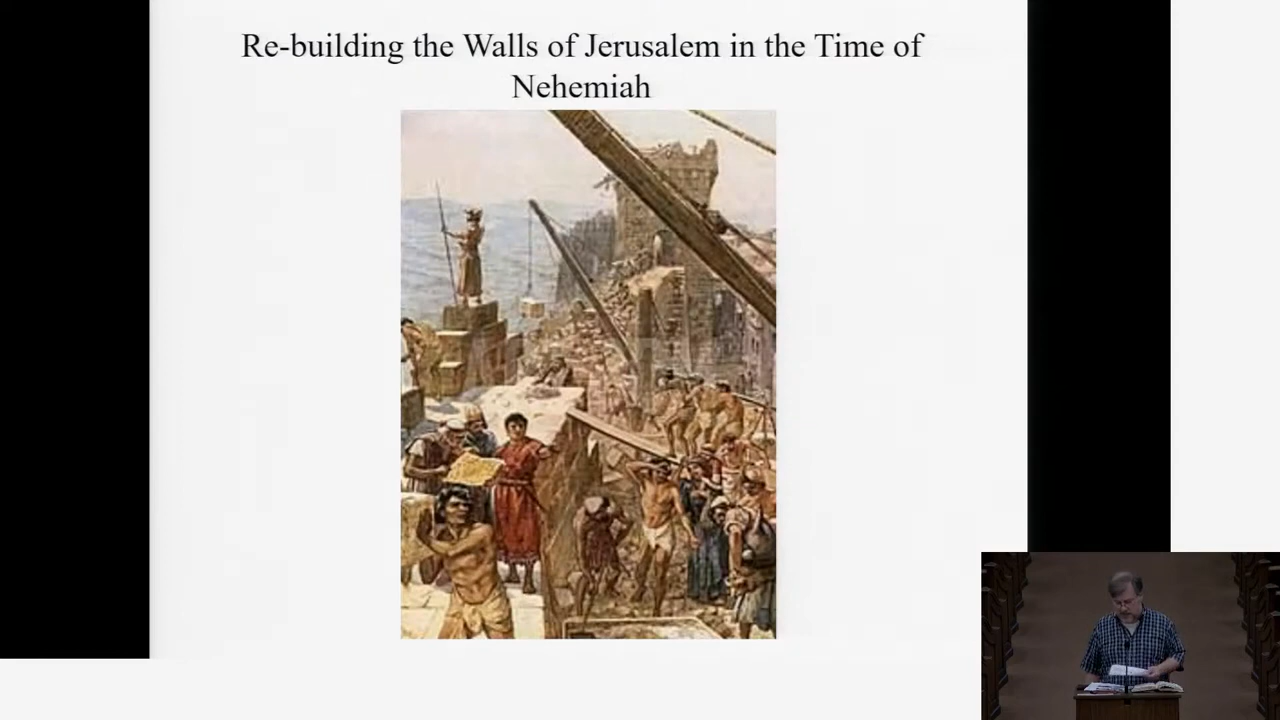 Re-building the Walls of Jerusalem in the Time of
Nehemiah